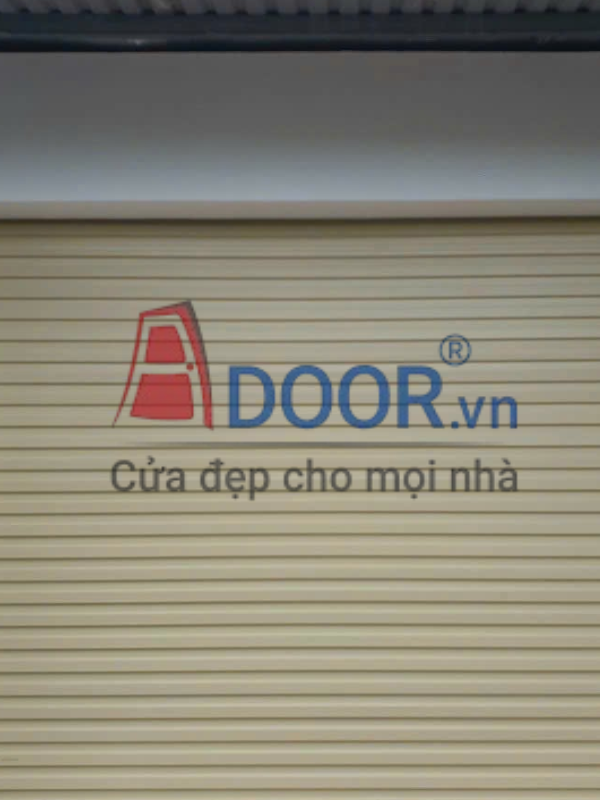 ADOOR.vn®
Cửa đẹp cho mọi nhà